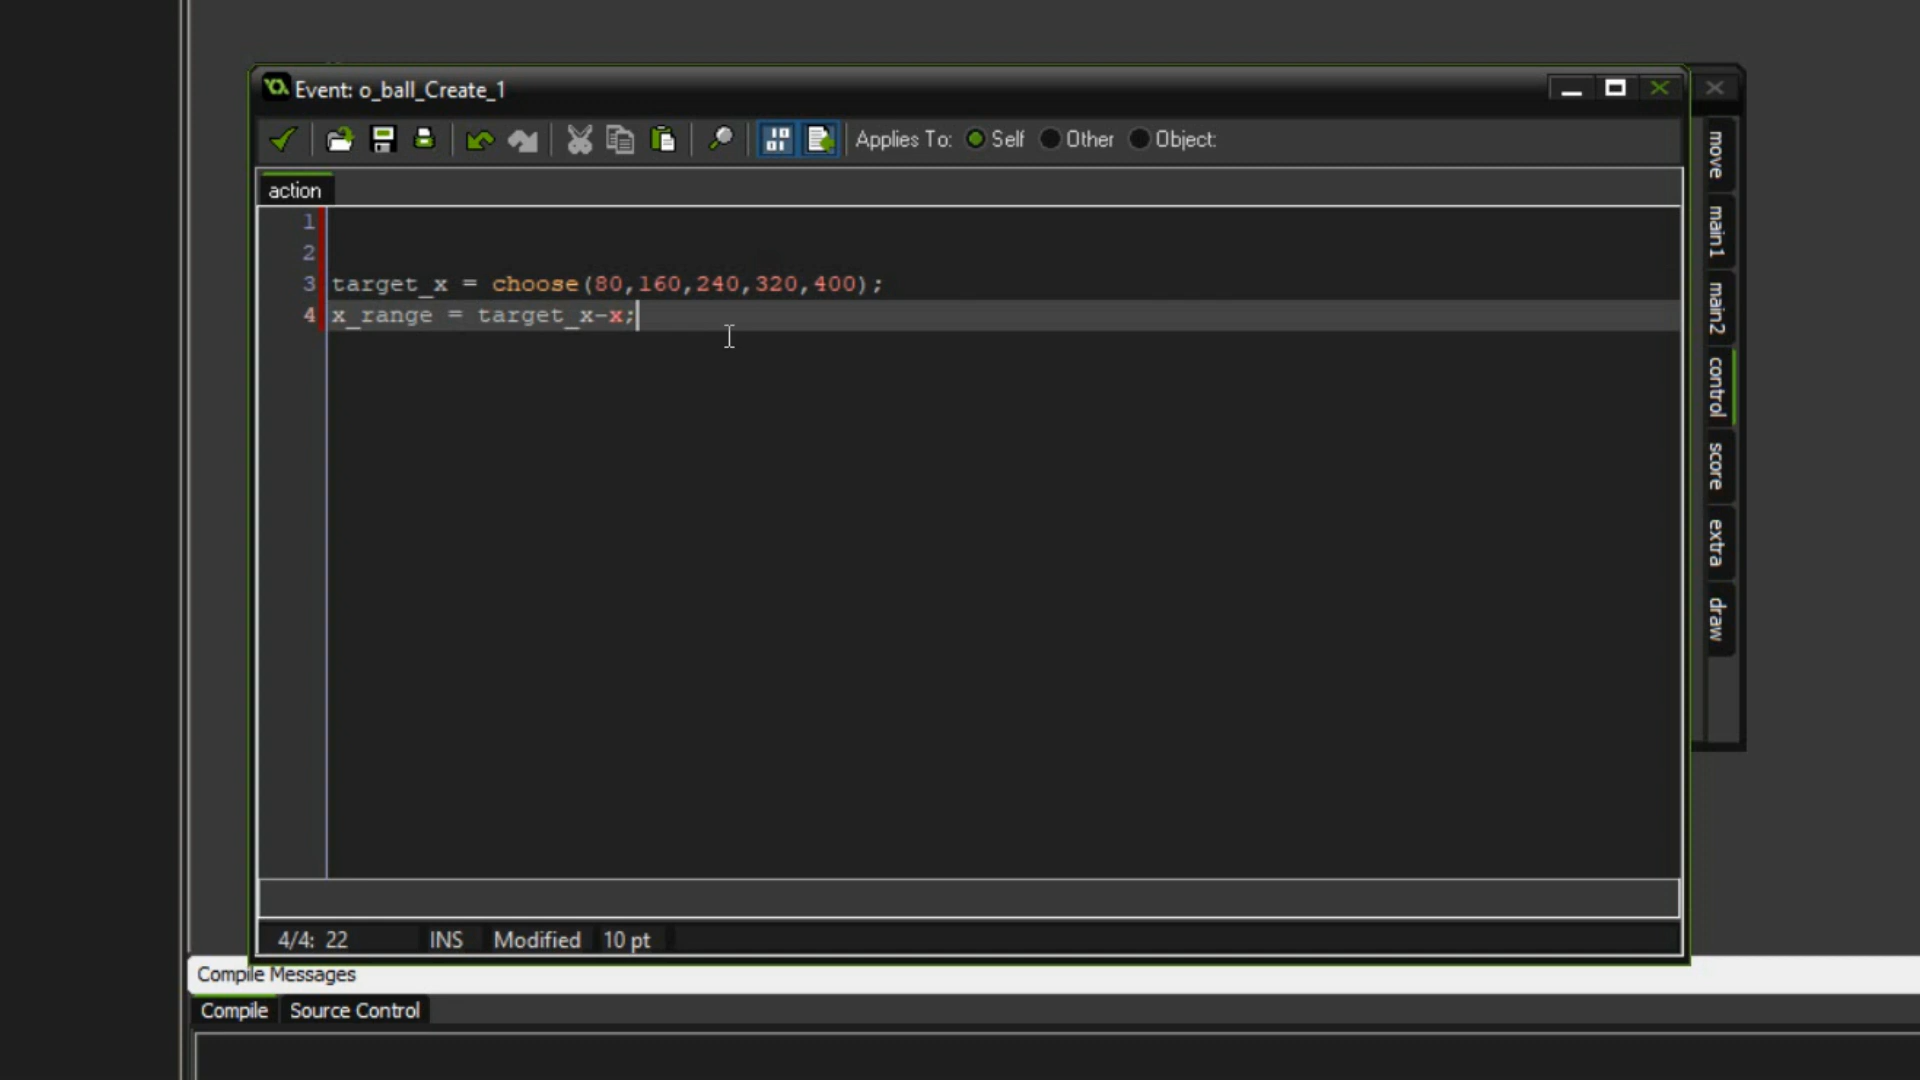 Event: o_ball_Create_1
Applies To: Self Other Object:
action
1
2
3 target_x = choose(80,160,240,320,400);
4 x_range = target_x-x;
4/4: 22 INS Modified 10 pt
move
main1
main2
control
score
extra
draw
Compile Messages
Compile Source Control